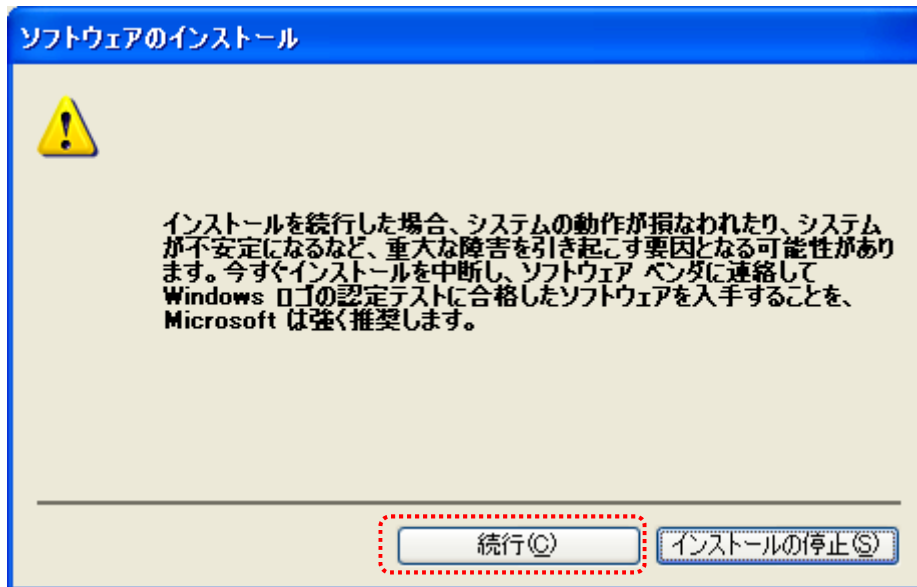 ソフトウェアのインストール
インストールを続行した場合、システムの動作が損なわれたり、システム
が不安定になるなど、重大な障害を引き起こす要因となる可能性があり
ます。今すぐインストールを中断し、ソフトウェア ベンダに連絡して
Windows ロゴの認定テストに合格したソフトウェアを入手することを、
Microsoft は強く推奨します。
続行(C)
インストールの停止(S)